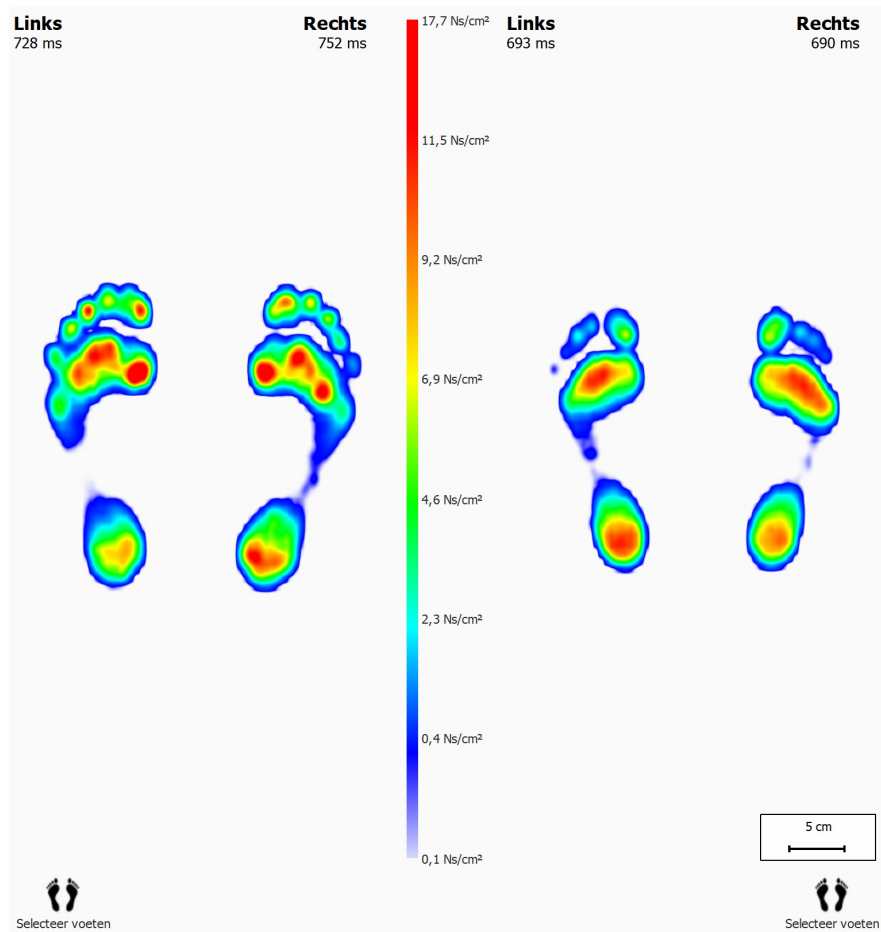 Links
728 ms
Rechts
752 ms
17,7 Ns/cm²
11,5 Ns/cm²
9,2 Ns/cm²
6,9 Ns/cm²
4,6 Ns/cm²
2,3 Ns/cm²
0,4 Ns/cm²
0,1 Ns/cm²
Links
693 ms
Rechts
690 ms
5 cm
Selecteer voeten
Selecteer voeten